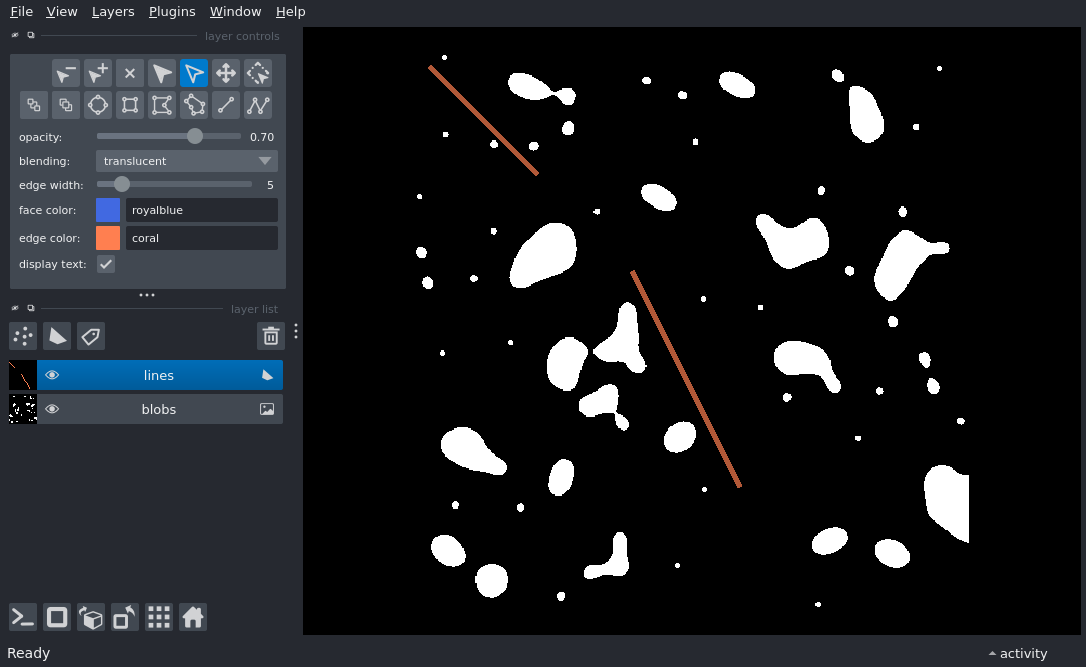 File View Layers Plugins Window Help
layer controls
opacity: 0.70
blending: translucent
edge width: 5
face color: royalblue
edge color: coral
display text:
layer list
lines
blobs
Ready
activity